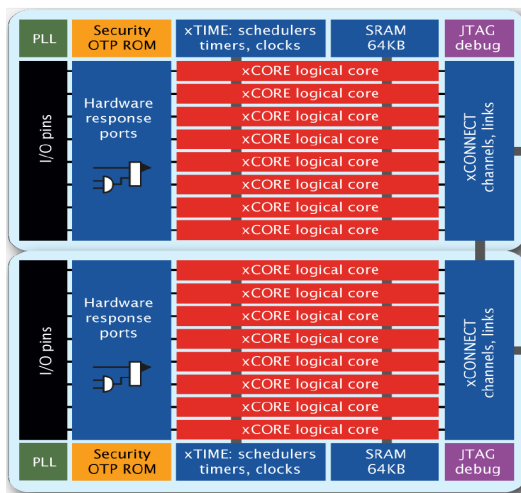 PLL
Security
OTP ROM
xTIME: schedulers
timers, clocks
SRAM
64KB
JTAG
debug
I/O pins
Hardware
response
ports
xCORE logical core
xCORE logical core
xCORE logical core
xCORE logical core
xCORE logical core
xCORE logical core
xCORE logical core
xCORE logical core
xCONNECT
channels, links
I/O pins
Hardware
response
ports
xCORE logical core
xCORE logical core
xCORE logical core
xCORE logical core
xCORE logical core
xCORE logical core
xCORE logical core
xCORE logical core
xCONNECT
channels, links
PLL
Security
OTP ROM
xTIME: schedulers
timers, clocks
SRAM
64KB
JTAG
debug